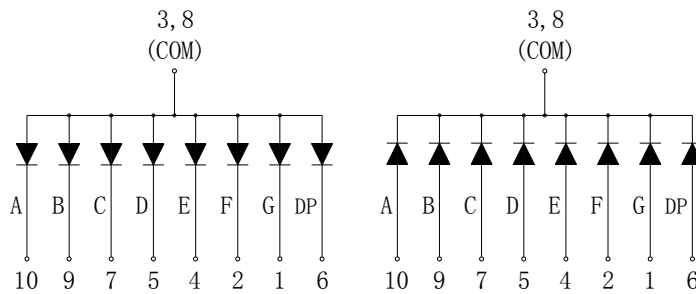 3,8 3,8
(COM) (COM)
A B C D E F G DP A B C D E F G DP
10 9 7 5 4 2 1 6 10 9 7 5 4 2 1 6